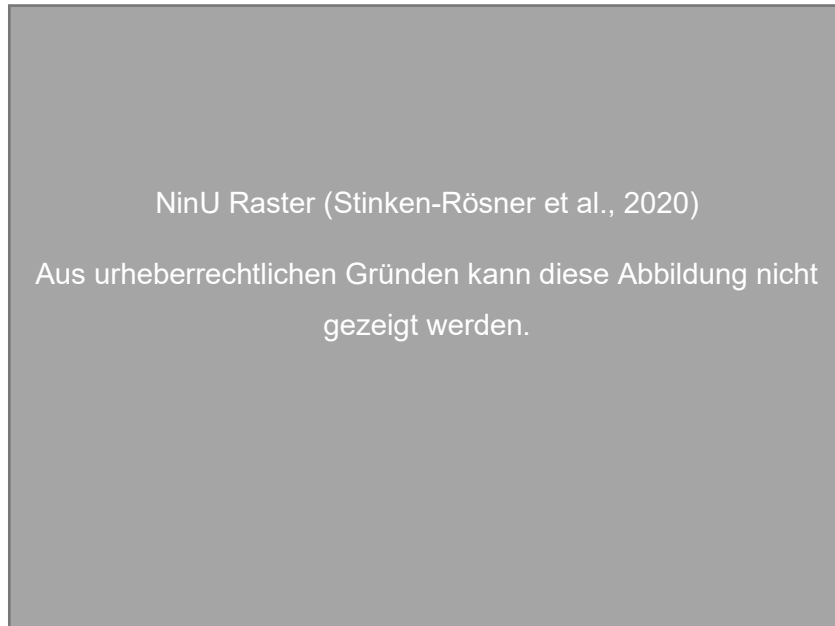 NinU Raster (Stinken-Rösner et al., 2020)
Aus urheberrechtlichen Gründen kann diese Abbildung nicht
gezeigt werden.